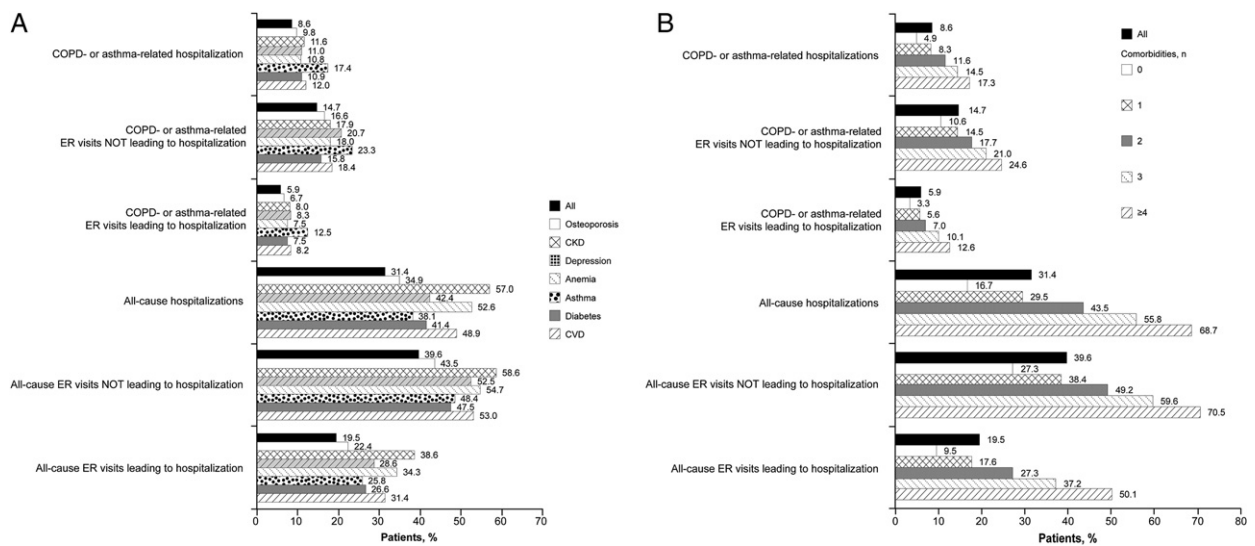 A
COPD- or asthma-related hospitalization
8.6
9.8
11.6
11.0
10.8
17.4
10.9
12.0
COPD- or asthma-related
ER visits NOT leading to hospitalization
14.7
16.6
17.9
20.7
18.0
23.3
15.8
18.4
COPD- or asthma-related
ER visits leading to hospitalization
5.9
6.7
8.0
8.3
7.5
12.5
7.5
8.2
All-cause hospitalizations
31.4
34.9
57.0
42.4
52.6
38.1
41.4
48.9
All-cause ER visits NOT leading to hospitalization
39.6
43.5
58.6
52.5
54.7
48.4
47.5
53.0
All-cause ER visits leading to hospitalization
19.5
22.4
38.6
28.6
34.3
25.8
26.6
31.4
0 10 20 30 40 50 60 70
Patients, %
All
Osteoporosis
CKD
Depression
Anemia
Asthma
Diabetes
CVD
B
COPD- or asthma-related hospitalizations
8.6
4.9
8.3
11.6
14.5
17.3
COPD- or asthma-related
ER visits NOT leading to hospitalization
14.7
10.6
14.5
17.7
21.0
24.6
COPD- or asthma-related
ER visits leading to hospitalization
5.9
3.3
5.6
7.0
10.1
12.6
All-cause hospitalizations
31.4
16.7
29.5
43.5
55.8
68.7
All-cause ER visits NOT leading to hospitalization
39.6
27.3
38.4
49.2
59.6
70.5
All-cause ER visits leading to hospitalization
19.5
9.5
17.6
27.3
37.2
50.1
0 10 20 30 40 50 60 70 80
Patients, %
All
Comorbidities, n
0
1
2
3
≥4